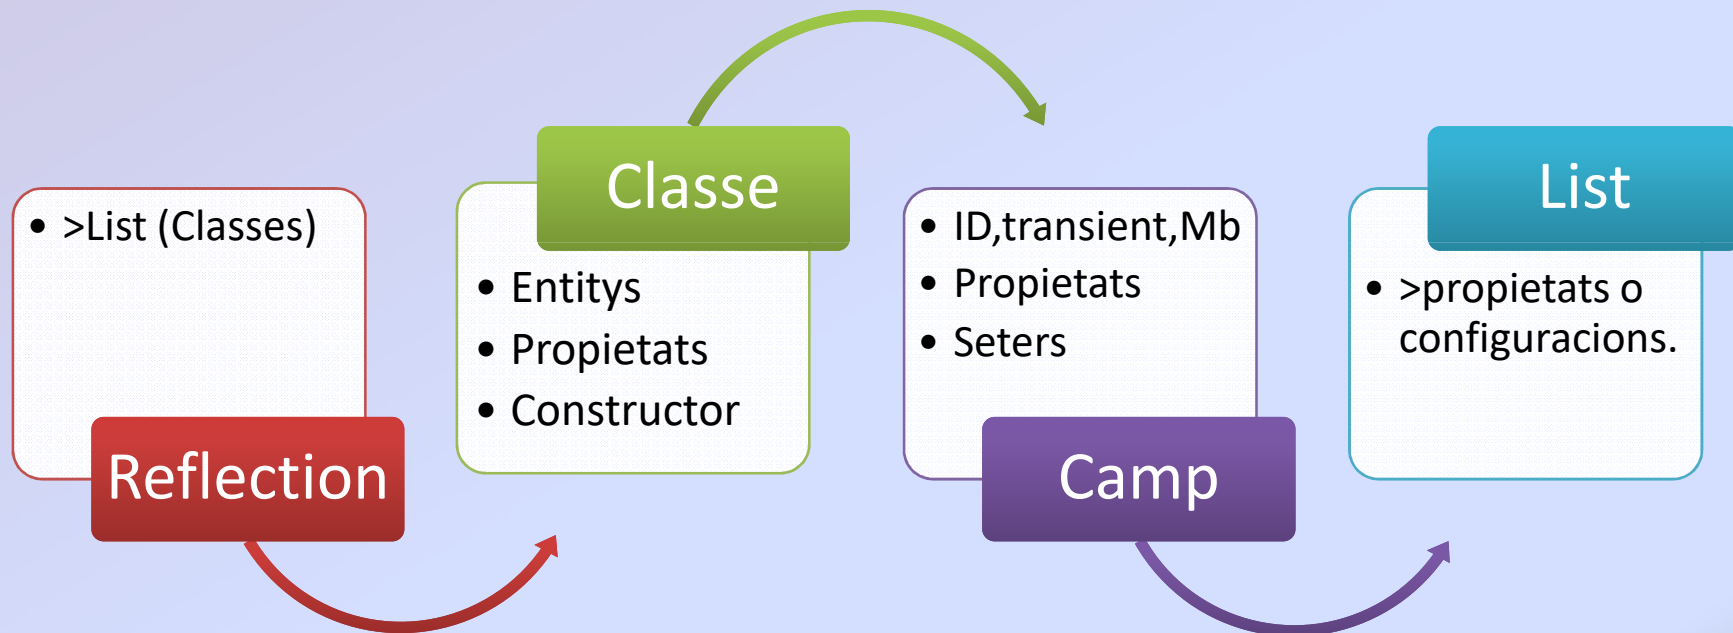 • >List (Classes)
Reflection
Classe
• Entitys
• Propietats
• Constructor
• ID,transient,Mb
• Propietats
• Seters
Camp
List
• >propietats o
configuracions.